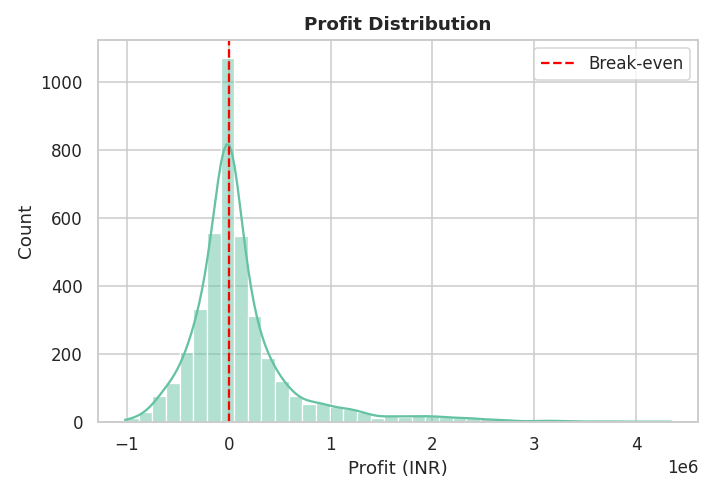 Profit Distribution
Break-even
Count
1000
800
600
400
200
0
−1 0 1 2 3 4
1e6
Profit (INR)